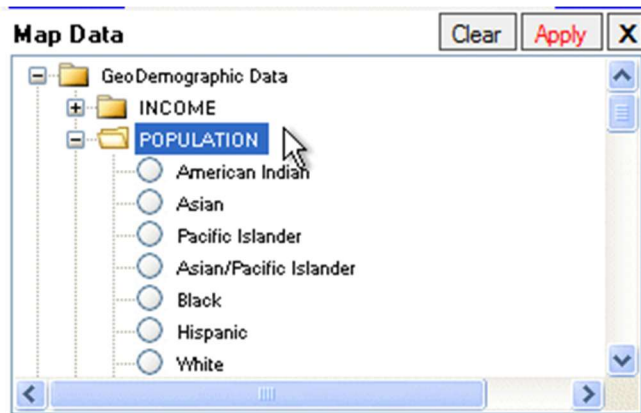 Map Data Clear Apply X
GeoDemographic Data
INCOME
POPULATION
American Indian
Asian
Pacific Islander
Asian/Pacific Islander
Black
Hispanic
White